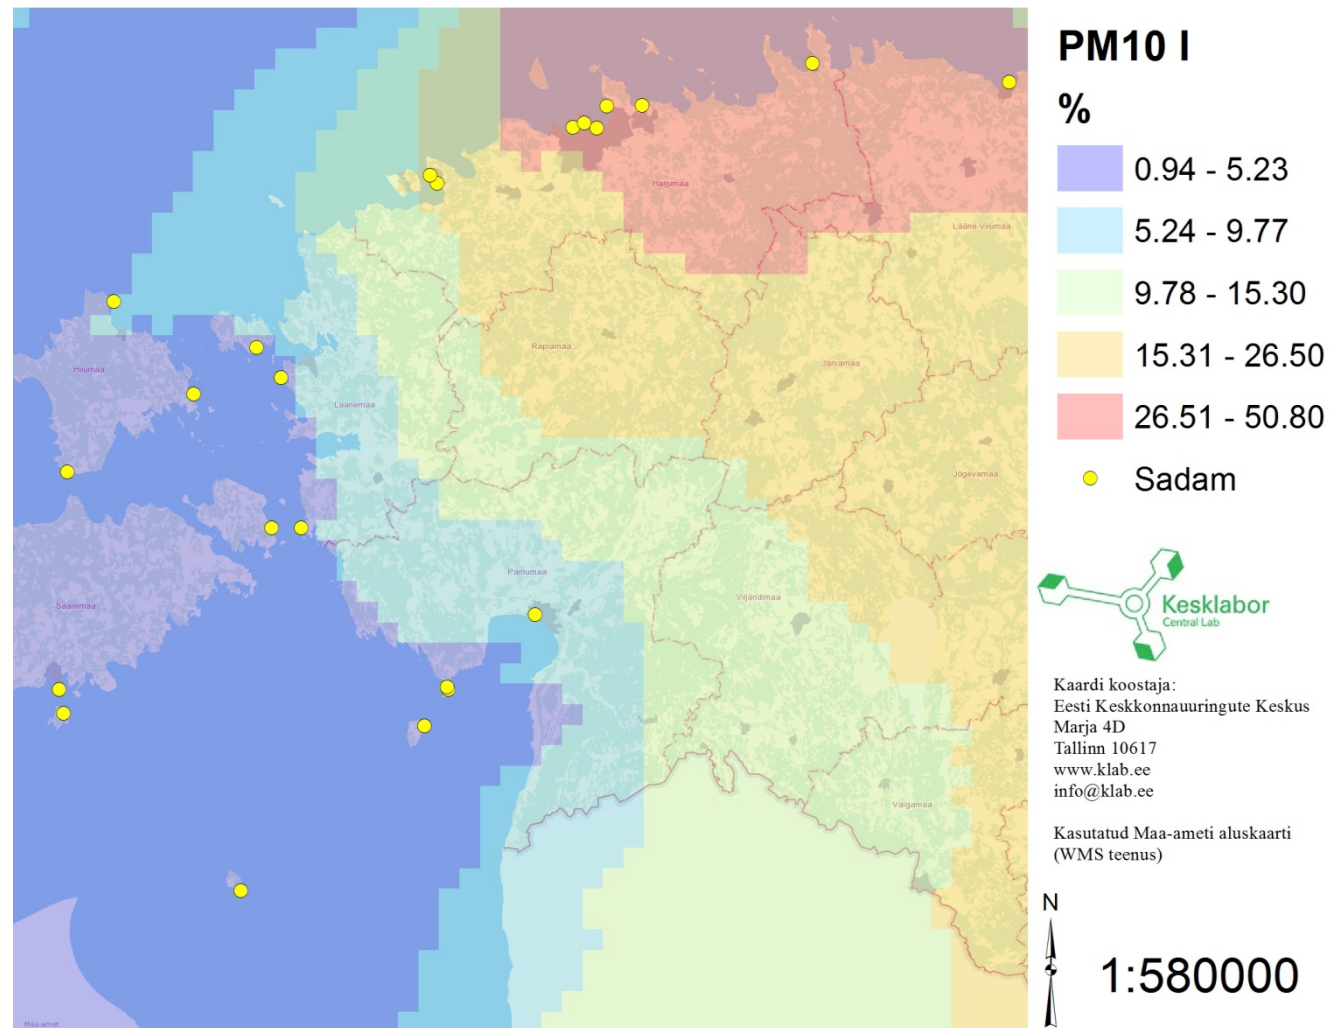 PM10 I
%
0.94 - 5.23
5.24 - 9.77
9.78 - 15.30
15.31 - 26.50
26.51 - 50.80
Sadam
Kesklabor
Central Lab
Kaardi koostaja:
Eesti Keskkonnauuringute Keskus
Marja 4D
Tallinn 10617
www.klab.ee
info@klab.ee
Kasutatud Maa-ameti aluskaarti
(WMS teenus)
N
1:580000
Harjumaa
Lääne-Virumaa
Raplamaa
Järvamaa
Hiiumaa
Läänemaa
Jõgevamaa
Pärnumaa
Viljandimaa
Saaremaa
Valgamaa
Maa-amet